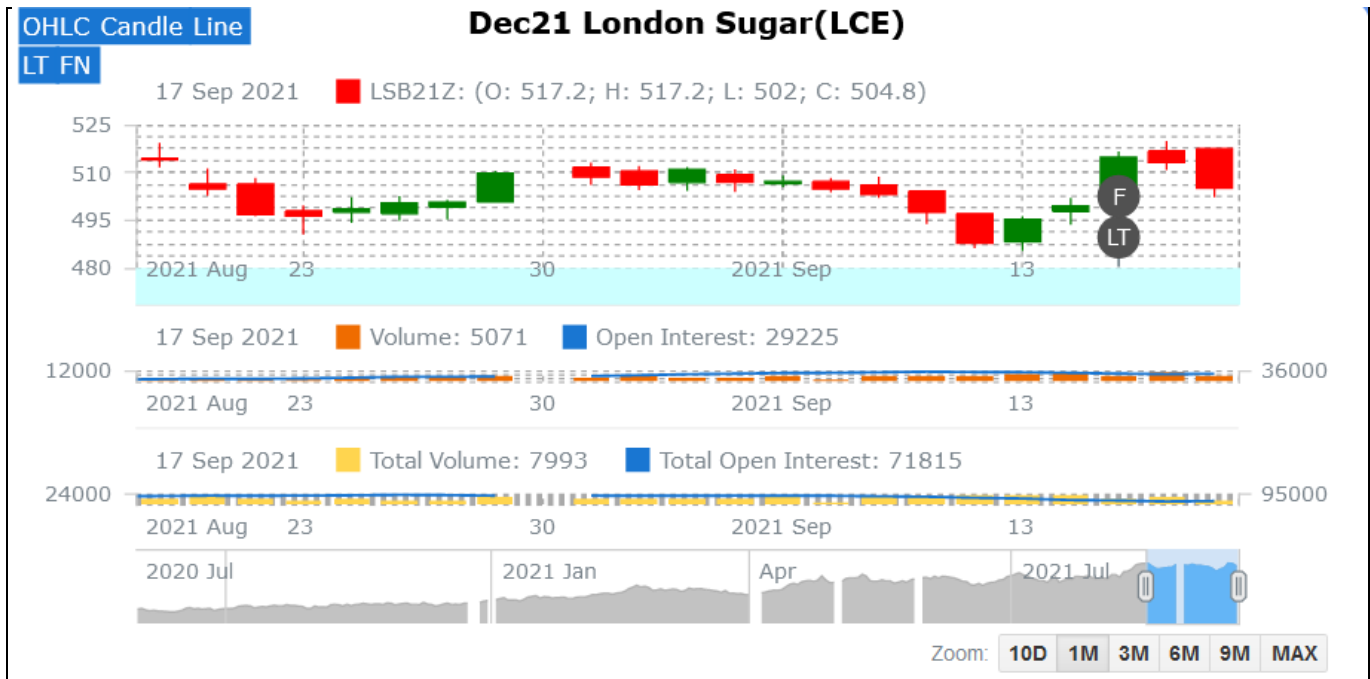 OHLC Candle Line
Dec21 London Sugar(LCE)
LT FN
17 Sep 2021 LSB21Z: (O: 517.2; H: 517.2; L: 502; C: 504.8)
525
510
495
480
F
LT
2021 Aug 23 30 2021 Sep 13
17 Sep 2021 Volume: 5071 Open Interest: 29225
12000 36000
2021 Aug 23 30 2021 Sep 13
17 Sep 2021 Total Volume: 7993 Total Open Interest: 71815
24000 95000
2021 Aug 23 30 2021 Sep 13
2020 Jul 2021 Jan Apr 2021 Jul
Zoom: 10D 1M 3M 6M 9M MAX